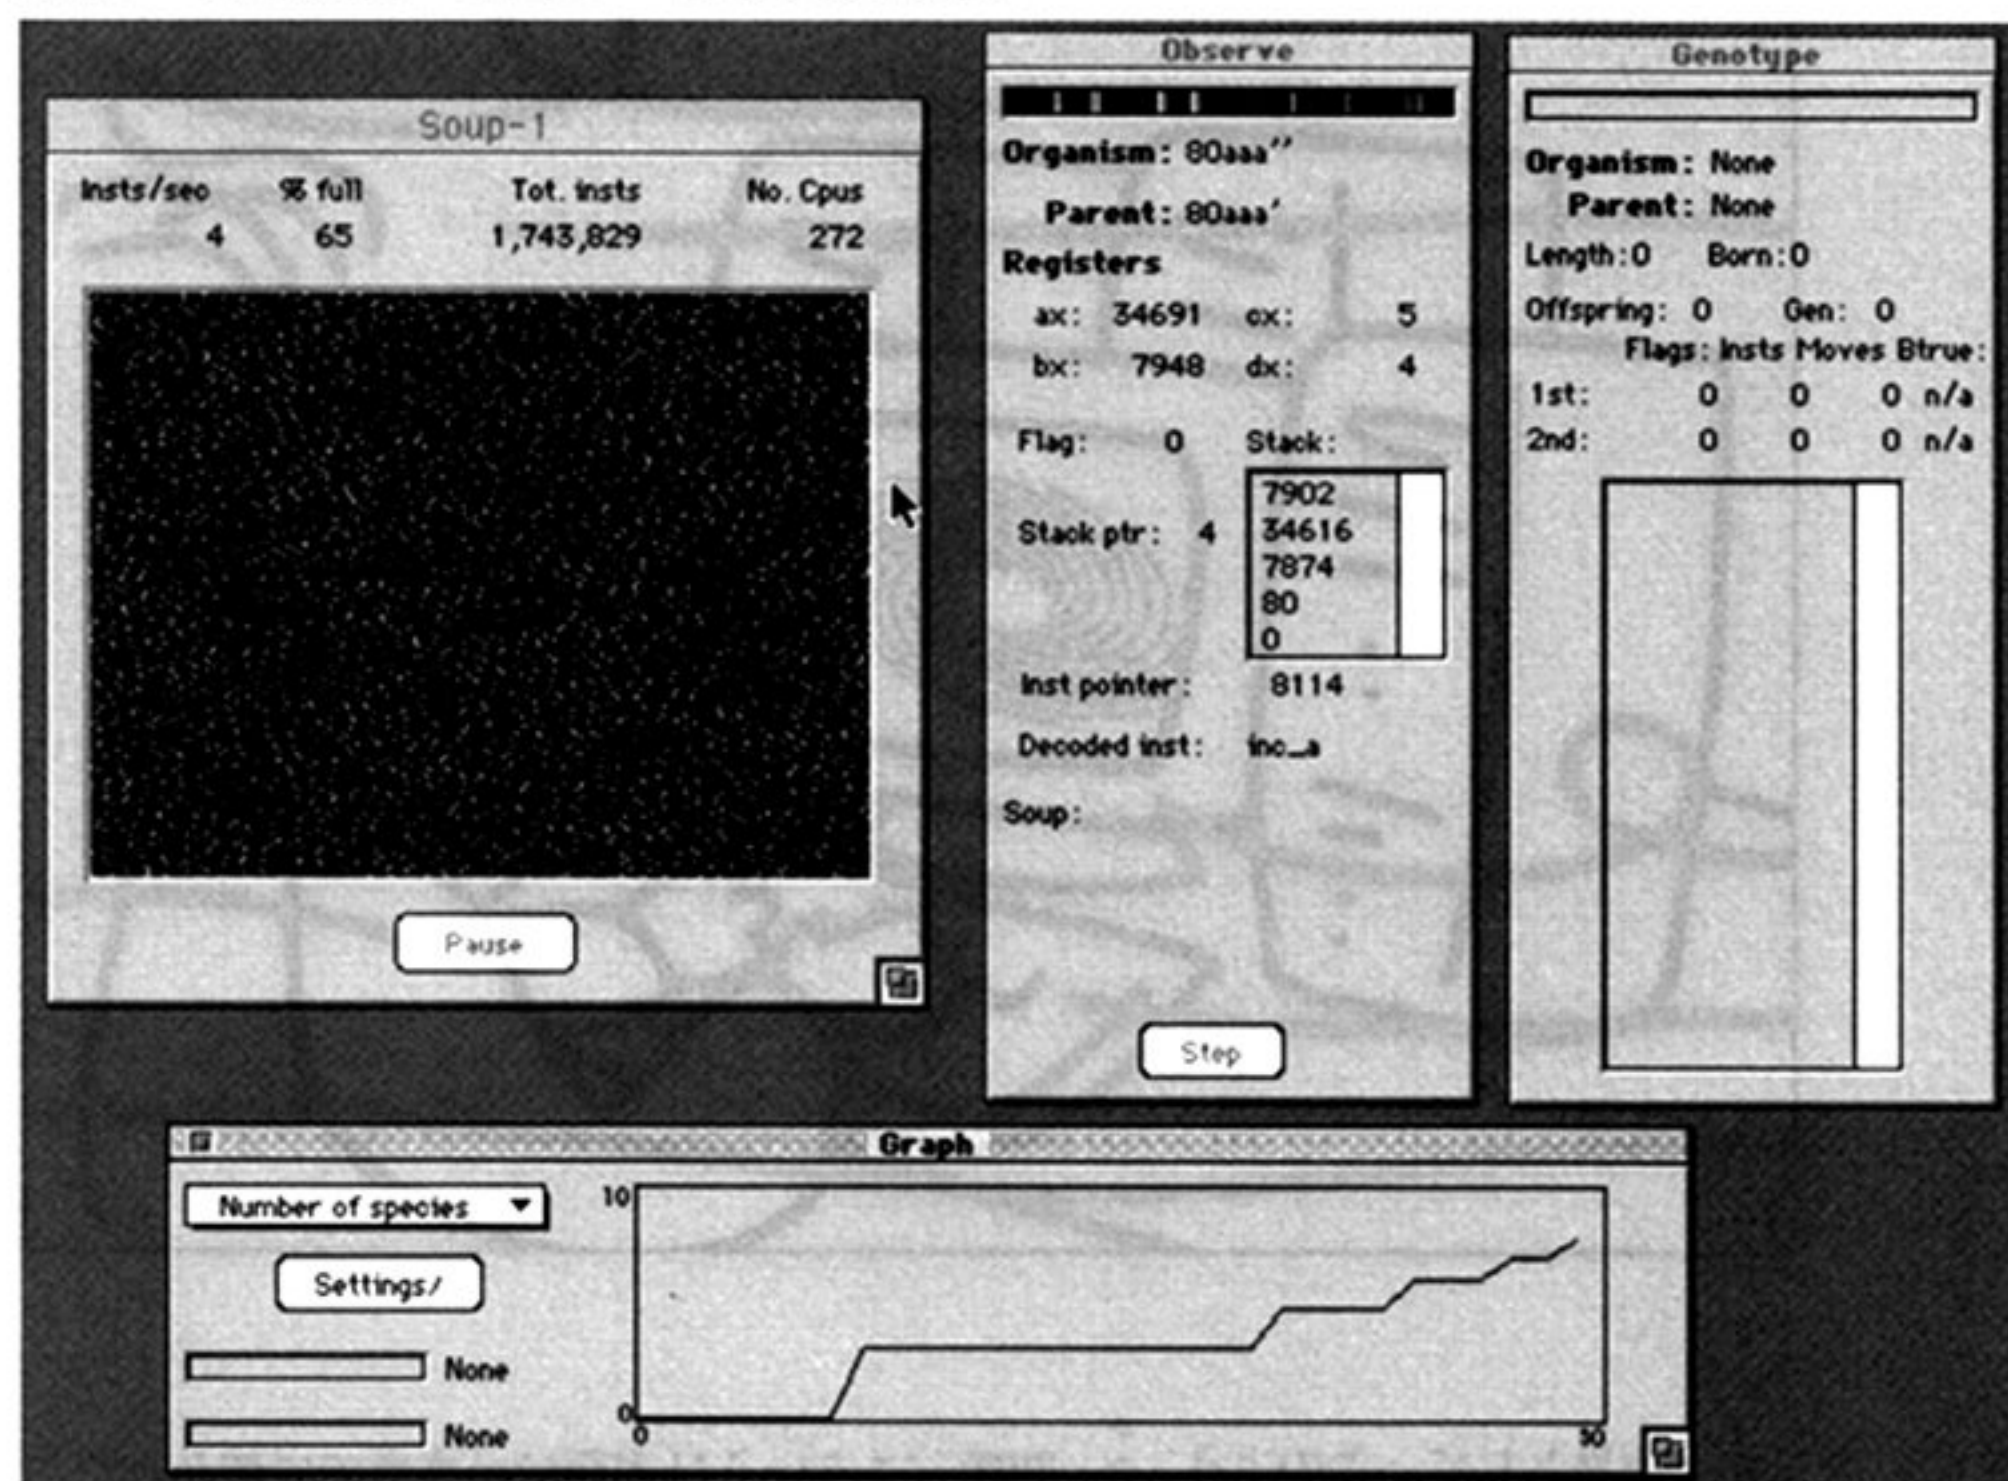 Soup-1
Insts/sec % full Tot. insts No. Cpus
4 65 1,743,829 272
Pause
Observe
Organism: 80aaa''
Parent: 80aaa'
Registers
ax: 34691 cx: 5
bx: 7948 dx: 4
Flag: 0 Stack:
7902
Stack ptr: 4 34616
7874
80
0
Inst pointer: 8114
Decoded inst: inc_a
Soup:
Step
Genotype
Organism: None
Parent: None
Length:0 Born:0
Offspring: 0 Gen: 0
Flags: Insts Moves Btrue:
1st: 0 0 0 n/a
2nd: 0 0 0 n/a
Graph
Number of species
Settings/
None
None
10
0
0 50